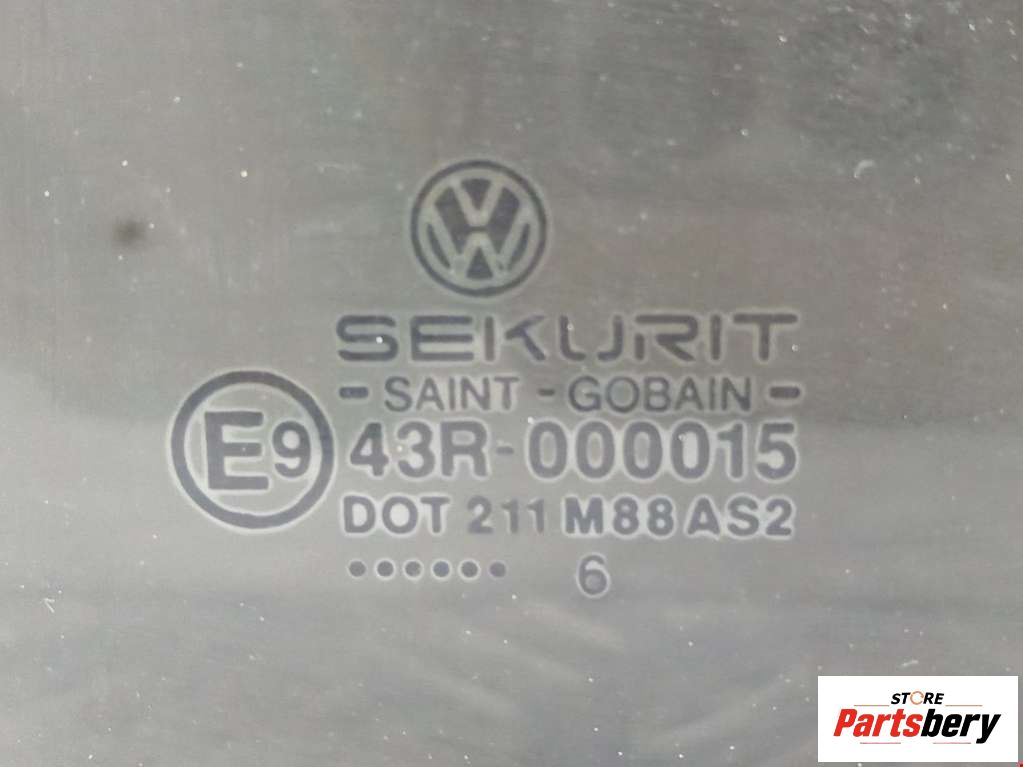 SEKURIT
- SAINT - GOBAIN -
E9 43R-000015
DOT 211 M88 AS2
•••••• 6
STORE
Partsbery